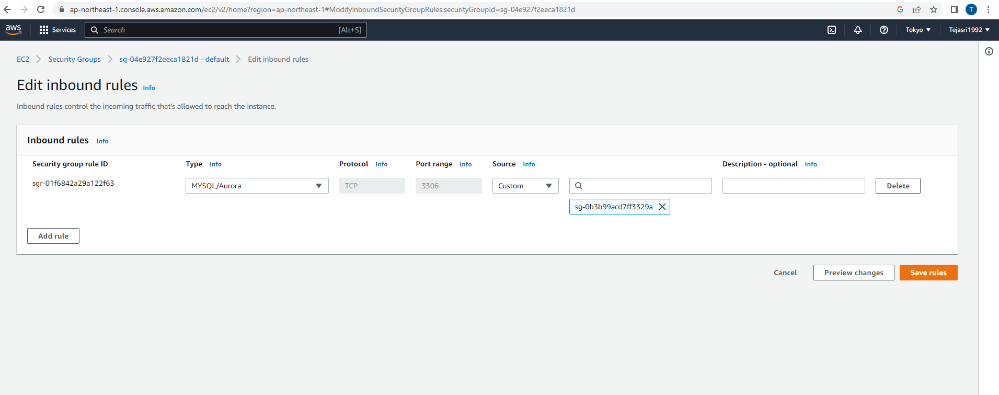 ap-northeast-1.console.aws.amazon.com/ec2/v2/home?region=ap-northeast-1#ModifyInboundSecurityGroupRules:securityGroupId=sg-04e927f2eeca1821d
T
aws Services Search [Alt+S] Tokyo Tejasri1992
EC2 Security Groups sg-04e927f2eeca1821d - default Edit inbound rules
Edit inbound rules Info
Inbound rules control the incoming traffic that's allowed to reach the instance.
Inbound rules Info
Security group rule ID Type Info Protocol Info Port range Info Source Info Description - optional Info
sgr-01f6842a29a122f63 MYSQL/Aurora TCP 3306 Custom Delete
sg-0b3b99acd7ff3329a
Add rule
Cancel Preview changes Save rules